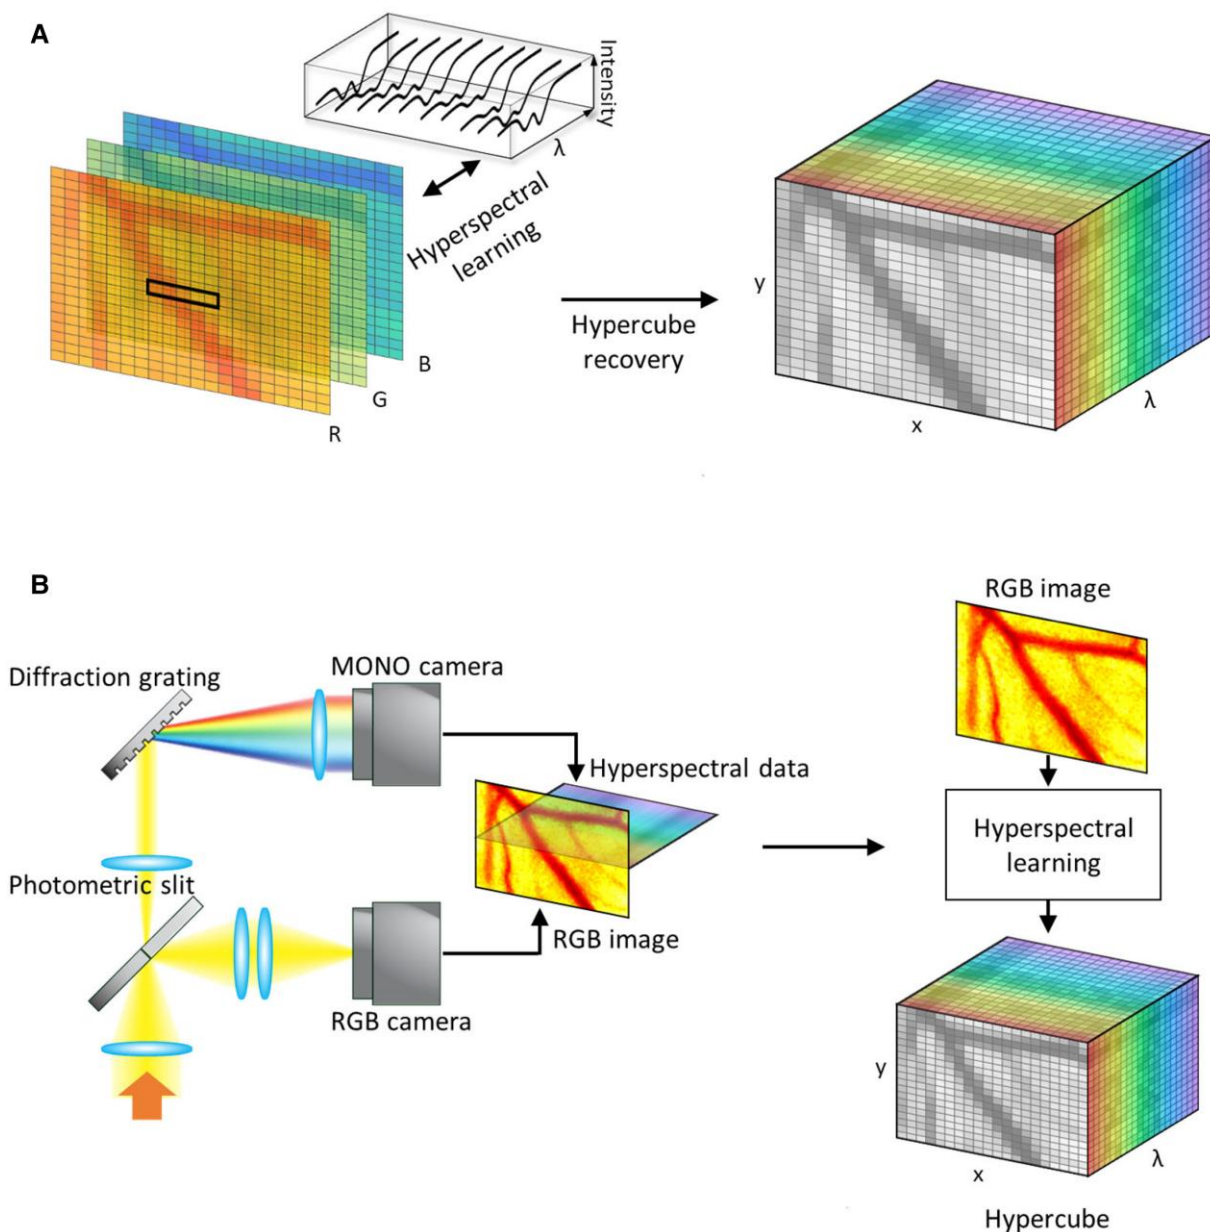 A
Intensity
λ
Hyperspectral
learning
B
G
R
Hypercube
recovery
y
x
λ
B
Diffraction grating
MONO camera
Photometric slit
RGB camera
Hyperspectral data
RGB image
RGB image
Hyperspectral
learning
y
x
λ
Hypercube